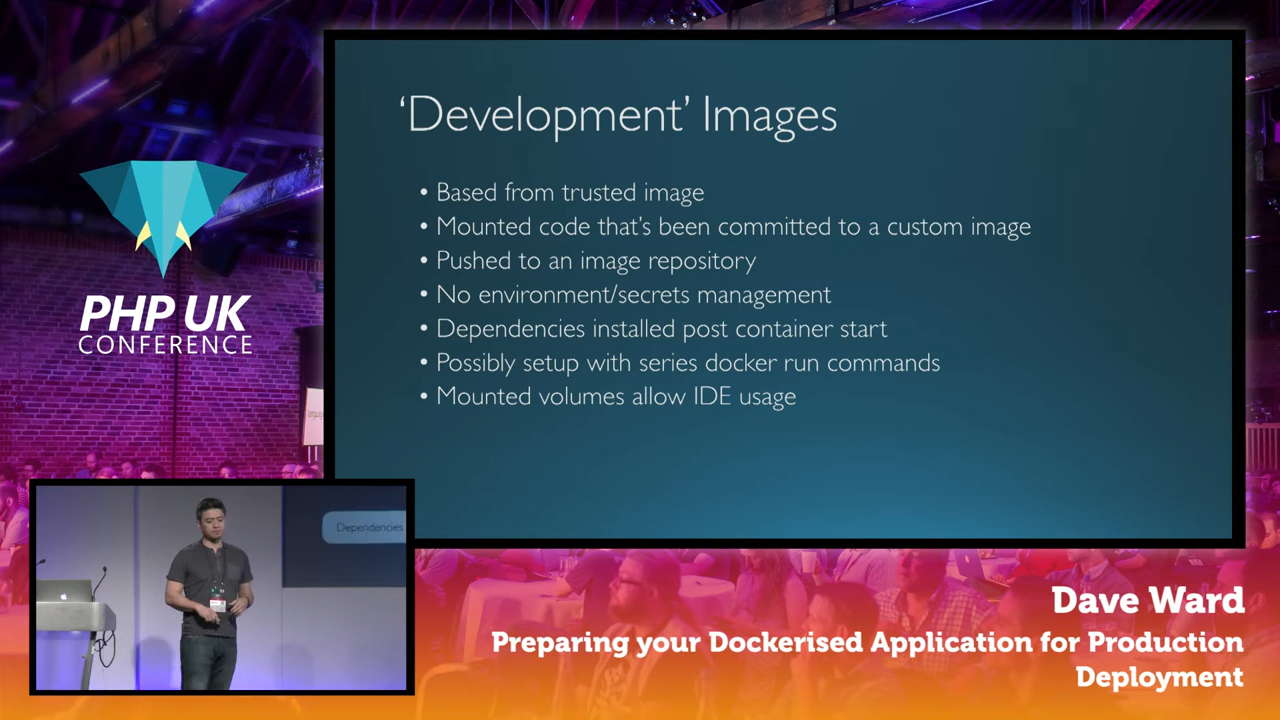 ‘Development’ Images
• Based from trusted image
• Mounted code that’s been committed to a custom image
• Pushed to an image repository
• No environment/secrets management
• Dependencies installed post container start
• Possibly setup with series docker run commands
• Mounted volumes allow IDE usage
PHP UK
CONFERENCE
Dependencies
Dave Ward
Preparing your Dockerised Application for Production
Deployment